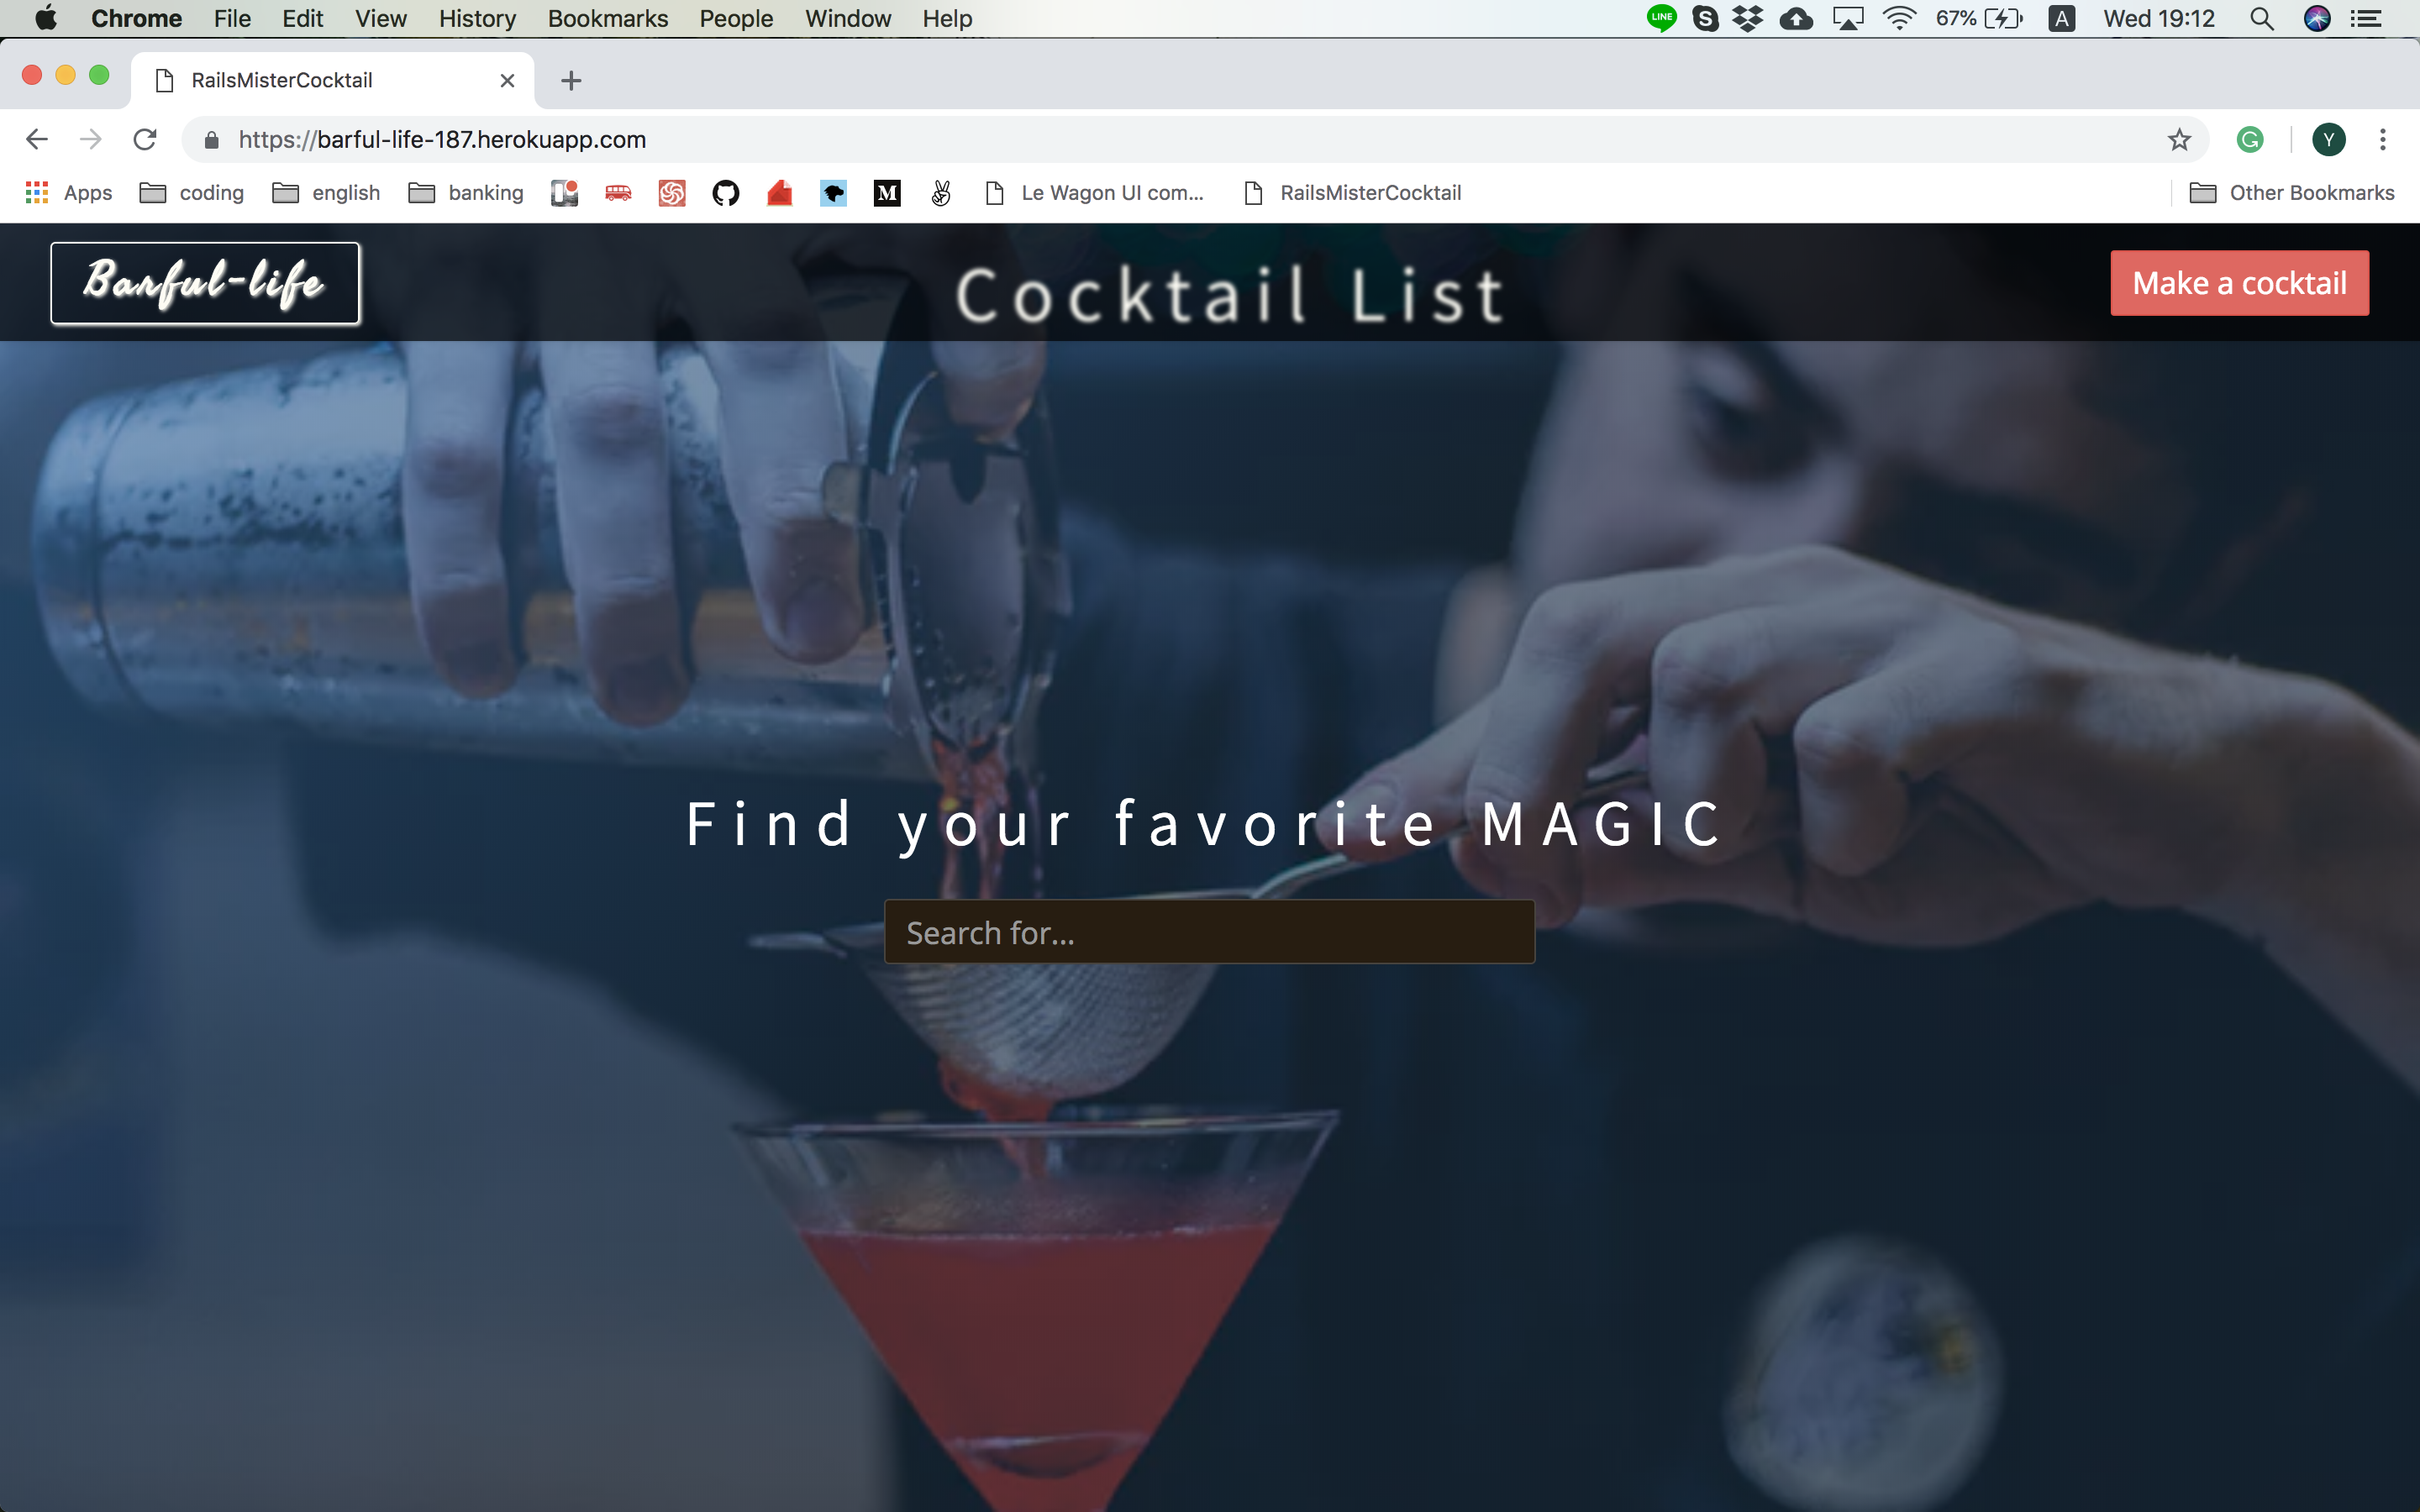 Chrome File Edit View History Bookmarks People Window Help LINE S 67% A Wed 19:12
RailsMisterCocktail
https://barful-life-187.herokuapp.com Y
Apps coding english banking M Le Wagon UI com... RailsMisterCocktail Other Bookmarks
Barful-life Cocktail List Make a cocktail
Find your favorite MAGIC
Search for...